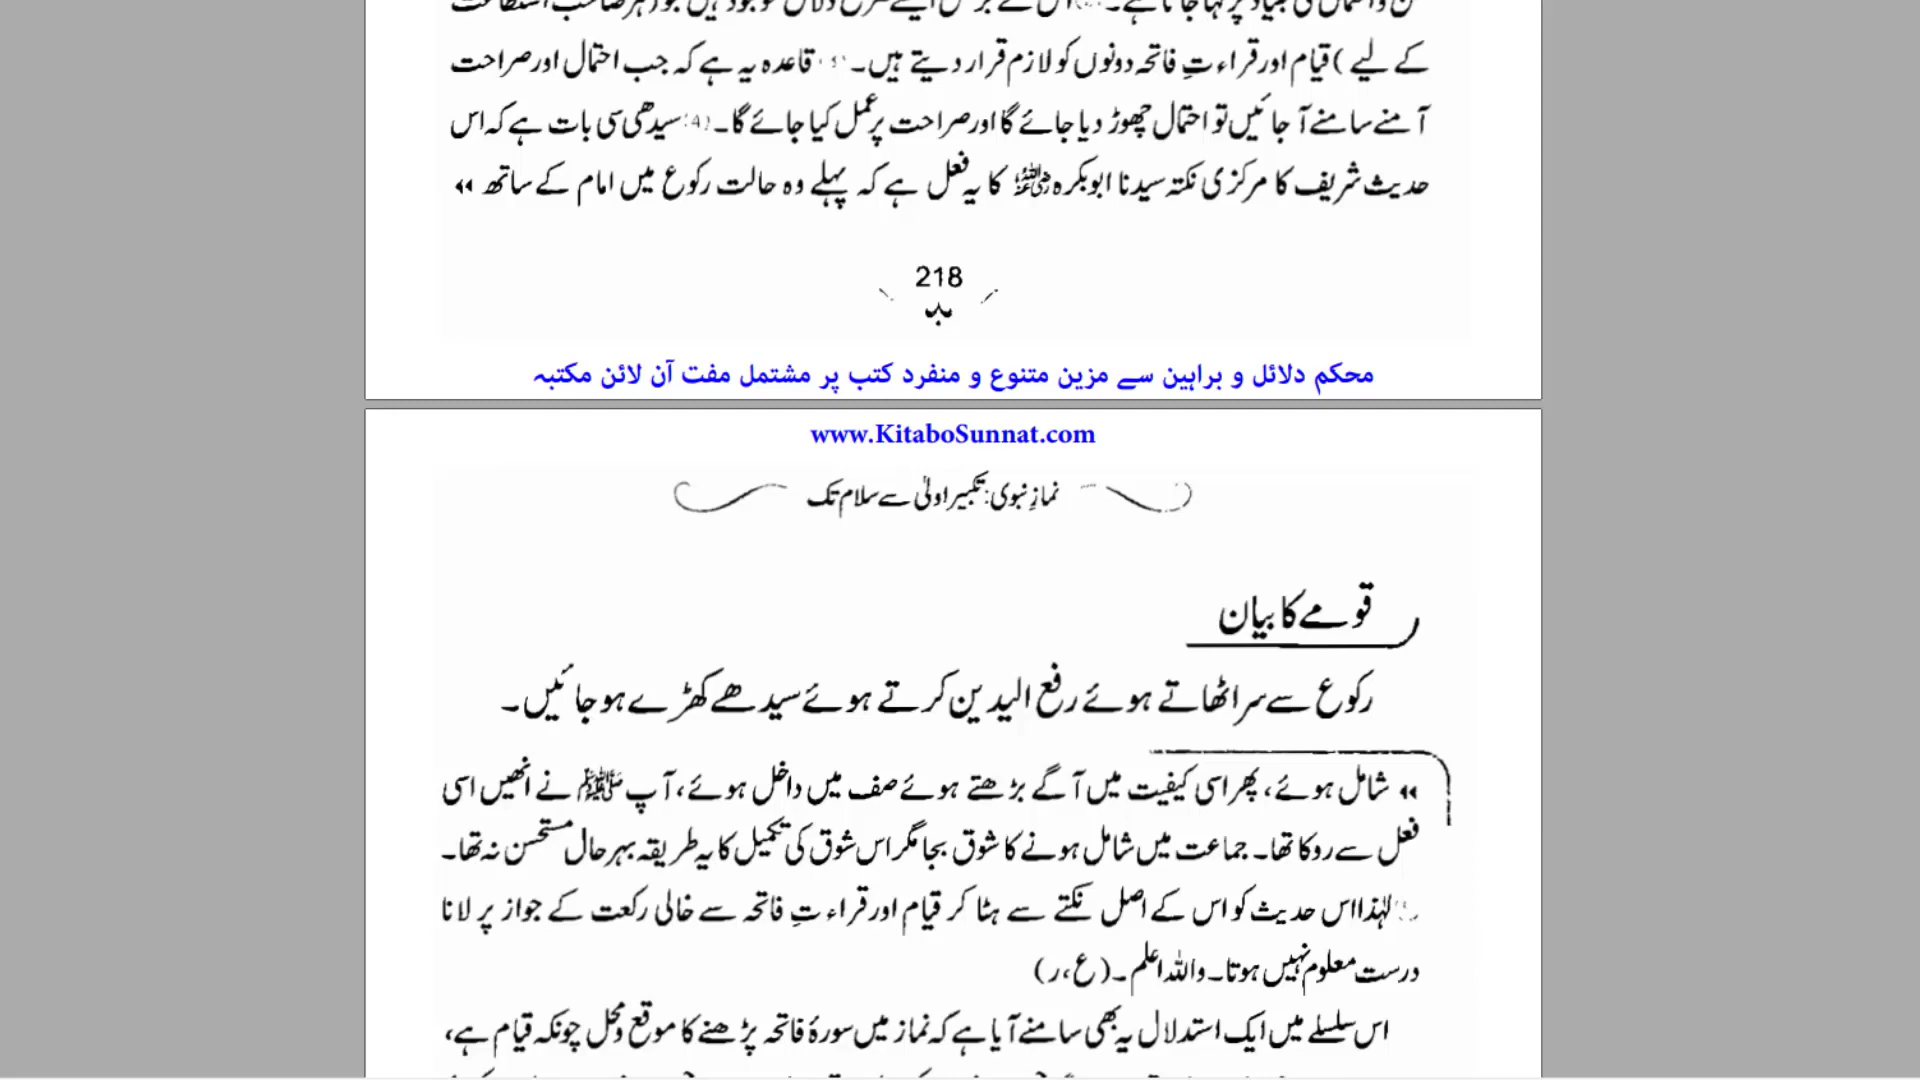 کے لیے) قیام اور قراءتِ فاتحہ دونوں کو لازم قرار دیتے ہیں۔ قاعدہ یہ ہے کہ جب احتمال اور صراحت
آمنے سامنے آ جائیں تو احتمال چھوڑ دیا جائے گا اور صراحت پر عمل کیا جائے گا۔ (4) سیدھی سی بات ہے کہ اس
حدیث شریف کا مرکزی نکتہ سیدنا ابوبکرہ رضی اللہ عنہ کا یہ فعل ہے کہ پہلے وہ حالت رکوع میں امام کے ساتھ ◂◂
218
محکم دلائل و براہین سے مزین متنوع و منفرد کتب پر مشتمل مفت آن لائن مکتبہ
www.KitaboSunnat.com
نمازِ نبوی: تکبیر اولیٰ سے سلام تک
قومے کا بیان
رکوع سے سر اٹھاتے ہوئے رفع الیدین کرتے ہوئے سیدھے کھڑے ہو جائیں۔
◂◂ شامل ہوئے، پھر اسی کیفیت میں آگے بڑھتے ہوئے صف میں داخل ہوئے، آپ ﷺ نے انھیں اسی
فعل سے روکا تھا۔ جماعت میں شامل ہونے کا شوق بجا مگر اس شوق کی تکمیل کا یہ طریقہ بہرحال مستحسن نہ تھا۔
لہٰذا اس حدیث کو اس کے اصل نکتے سے ہٹا کر قیام اور قراءتِ فاتحہ سے خالی رکعت کے جواز پر لانا
درست معلوم نہیں ہوتا۔ واللہ اعلم۔ (ع،ر)
اس سلسلے میں ایک استدلال یہ بھی سامنے آیا ہے کہ نماز میں سورۂ فاتحہ پڑھنے کا موقع و محل چونکہ قیام ہے،